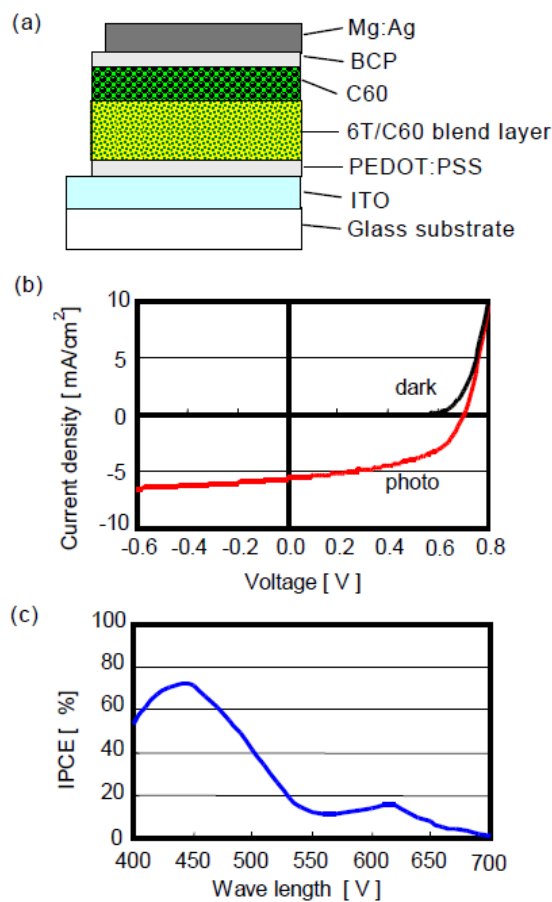 (a)
Mg:Ag
BCP
C60
6T/C60 blend layer
PEDOT:PSS
ITO
Glass substrate
(b)
Current density [ mA/cm²]
10
5
0
-5
-10
dark
photo
-0.6 -0.4 -0.2 0.0 0.2 0.4 0.6 0.8
Voltage [ V ]
(c)
IPCE [ %]
100
80
60
40
20
0
400 450 500 550 600 650 700
Wave length [ V ]